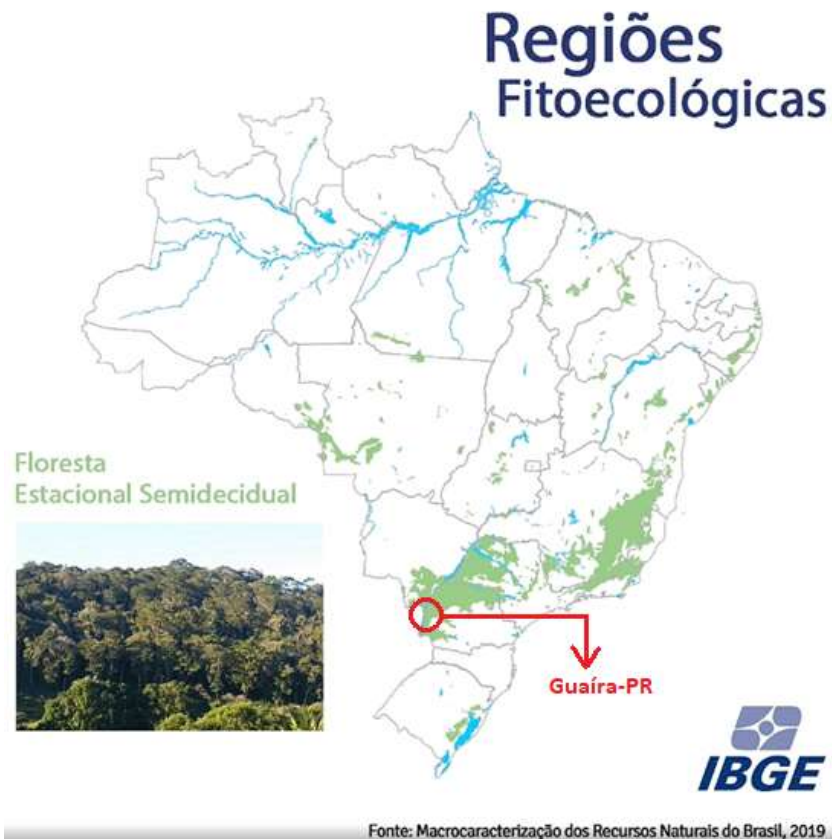 Regiões
Fitoecológicas
Floresta
Estacional Semidecidual
Guaíra-PR
IBGE
Fonte: Macrocaracterização dos Recursos Naturais do Brasil, 2019